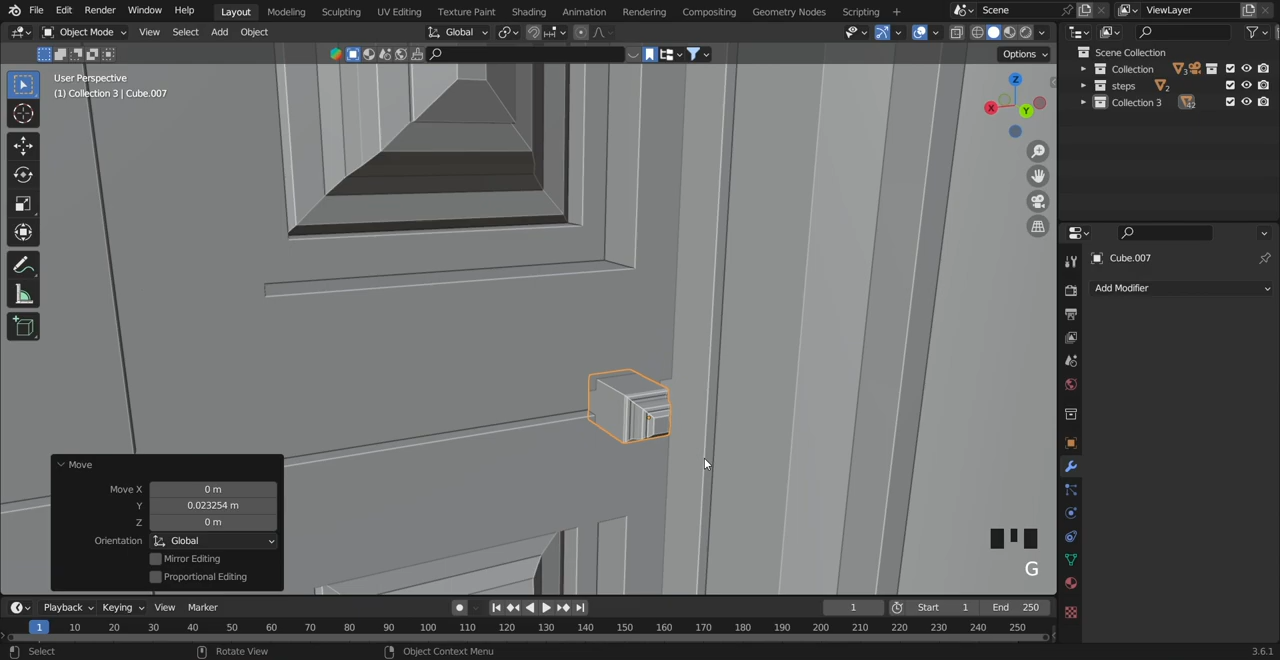 File Edit Render Window Help Layout Modeling Sculpting UV Editing Texture Paint Shading Animation Rendering Compositing Geometry Nodes Scripting + Scene ViewLayer
Object Mode View Select Add Object Global
Options
User Perspective
(1) Collection 3 | Cube.007
Z
X
Y
Scene Collection
Collection 3
steps 2
Collection 3 42
Cube.007
Add Modifier
Move
Move X 0 m
Y 0.023254 m
Z 0 m
Orientation Global
Mirror Editing
Proportional Editing
G
Playback Keying View Marker 1 Start 1 End 250
1 10 20 30 40 50 60 70 80 90 100 110 120 130 140 150 160 170 180 190 200 210 220 230 240 250
Select Rotate View Object Context Menu 3.6.1